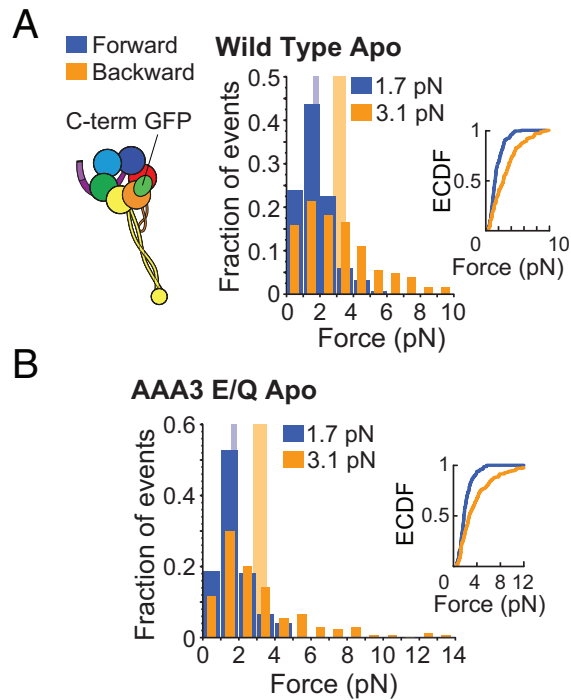 A
Forward
Backward
C-term GFP
Wild Type Apo
1.7 pN
3.1 pN
Fraction of events
0.5
0.4
0.3
0.2
0.1
0
0 2 4 6 8 10
Force (pN)
ECDF
1
0.5
0 10
Force (pN)
B
AAA3 E/Q Apo
1.7 pN
3.1 pN
Fraction of events
0.6
0.4
0.2
0
0 2 4 6 8 10 12 14
Force (pN)
ECDF
1
0.5
0 4 8 12
Force (pN)